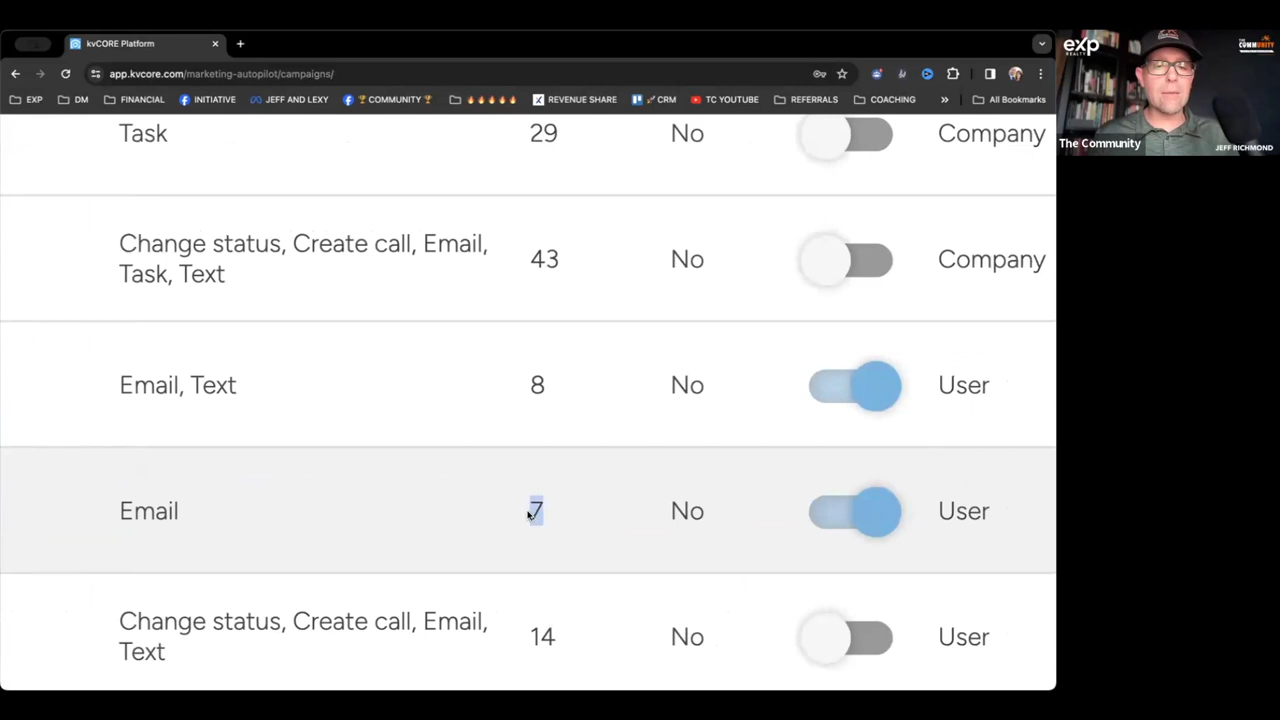 kvCORE Platform
app.kvcore.com/marketing-autopilot/campaigns/
EXP
DM
FINANCIAL
INITIATIVE
JEFF AND LEXY
COMMUNITY
REVENUE SHARE
CRM
TC YOUTUBE
REFERRALS
COACHING
All Bookmarks
exp
REALTY
THE
COMMUNITY
The Community
JEFF RICHMOND
Task 29 No Company
Change status, Create call, Email,
Task, Text
43 No Company
Email, Text 8 No User
Email 7 No User
Change status, Create call, Email,
Text
14 No User